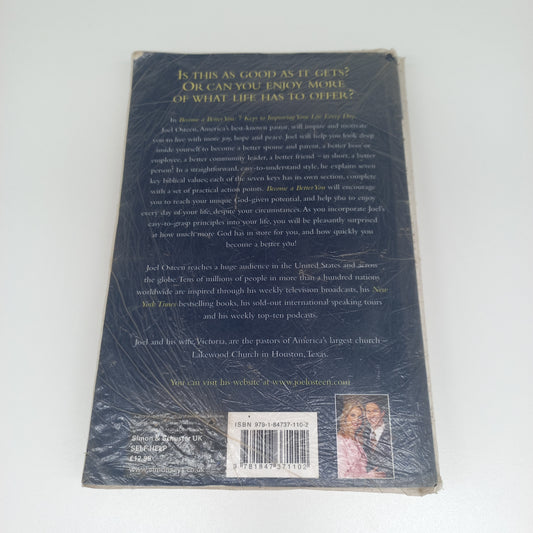 IS THIS AS GOOD AS IT GETS?
OR CAN YOU ENJOY MORE
OF WHAT LIFE HAS TO OFFER?
In Become a Better You: 7 Keys to Improving Your Life Every Day,
Joel Osteen, America's best-known pastor, will inspire and motivate
you to live with more joy, hope and peace. Joel will help you look deep
inside yourself to become a better spouse and parent, a better boss or
employee, a better community leader, a better friend – in short, a better
person! In a straightforward, easy-to-understand style, he explains seven
key biblical values; each of the seven keys has its own section, complete
with a set of practical action points. Become a Better You will encourage
you to reach your unique God-given potential, and help you to enjoy
every day of your life, despite your circumstances. As you incorporate Joel's
easy-to-grasp principles into your life, you will be pleasantly surprised
at how much more God has in store for you, and how quickly you
become a better you!
Joel Osteen reaches a huge audience in the United States and across
the globe. Tens of millions of people in more than a hundred nations
worldwide are inspired through his weekly television broadcasts, his New
York Times bestselling books, his sold-out international speaking tours
and his weekly top-ten podcasts.
Joel and his wife, Victoria, are the pastors of America's largest church –
Lakewood Church in Houston, Texas.
You can visit his website at www.joelosteen.com
Simon & Schuster UK
SELF-HELP
£12.99
www.simonsays.co.uk
ISBN 978-1-84737-110-2
9 781847 371102